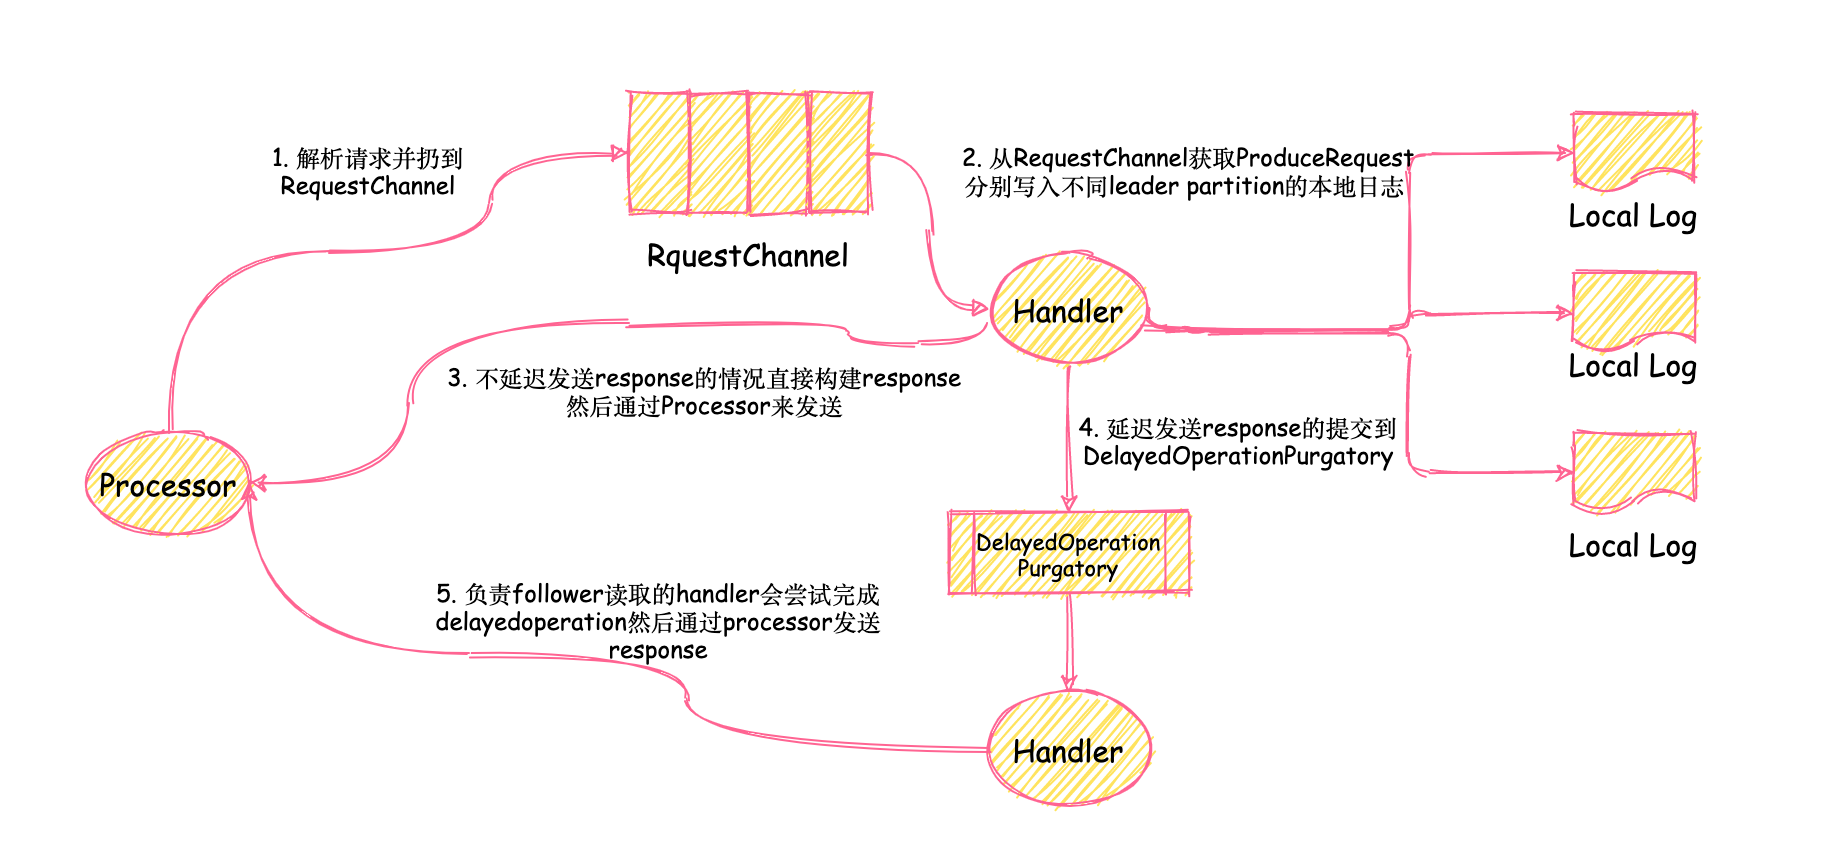 1. 解析请求并扔到
RequestChannel
RquestChannel
2. 从RequestChannel获取ProduceRequest
分别写入不同leader partition的本地日志
Local Log
Handler
Local Log
3. 不延迟发送response的情况直接构建response
然后通过Processor来发送
4. 延迟发送response的提交到
DelayedOperationPurgatory
Processor
Local Log
DelayedOperation
Purgatory
5. 负责follower读取的handler会尝试完成
delayedoperation然后通过processor发送
response
Handler